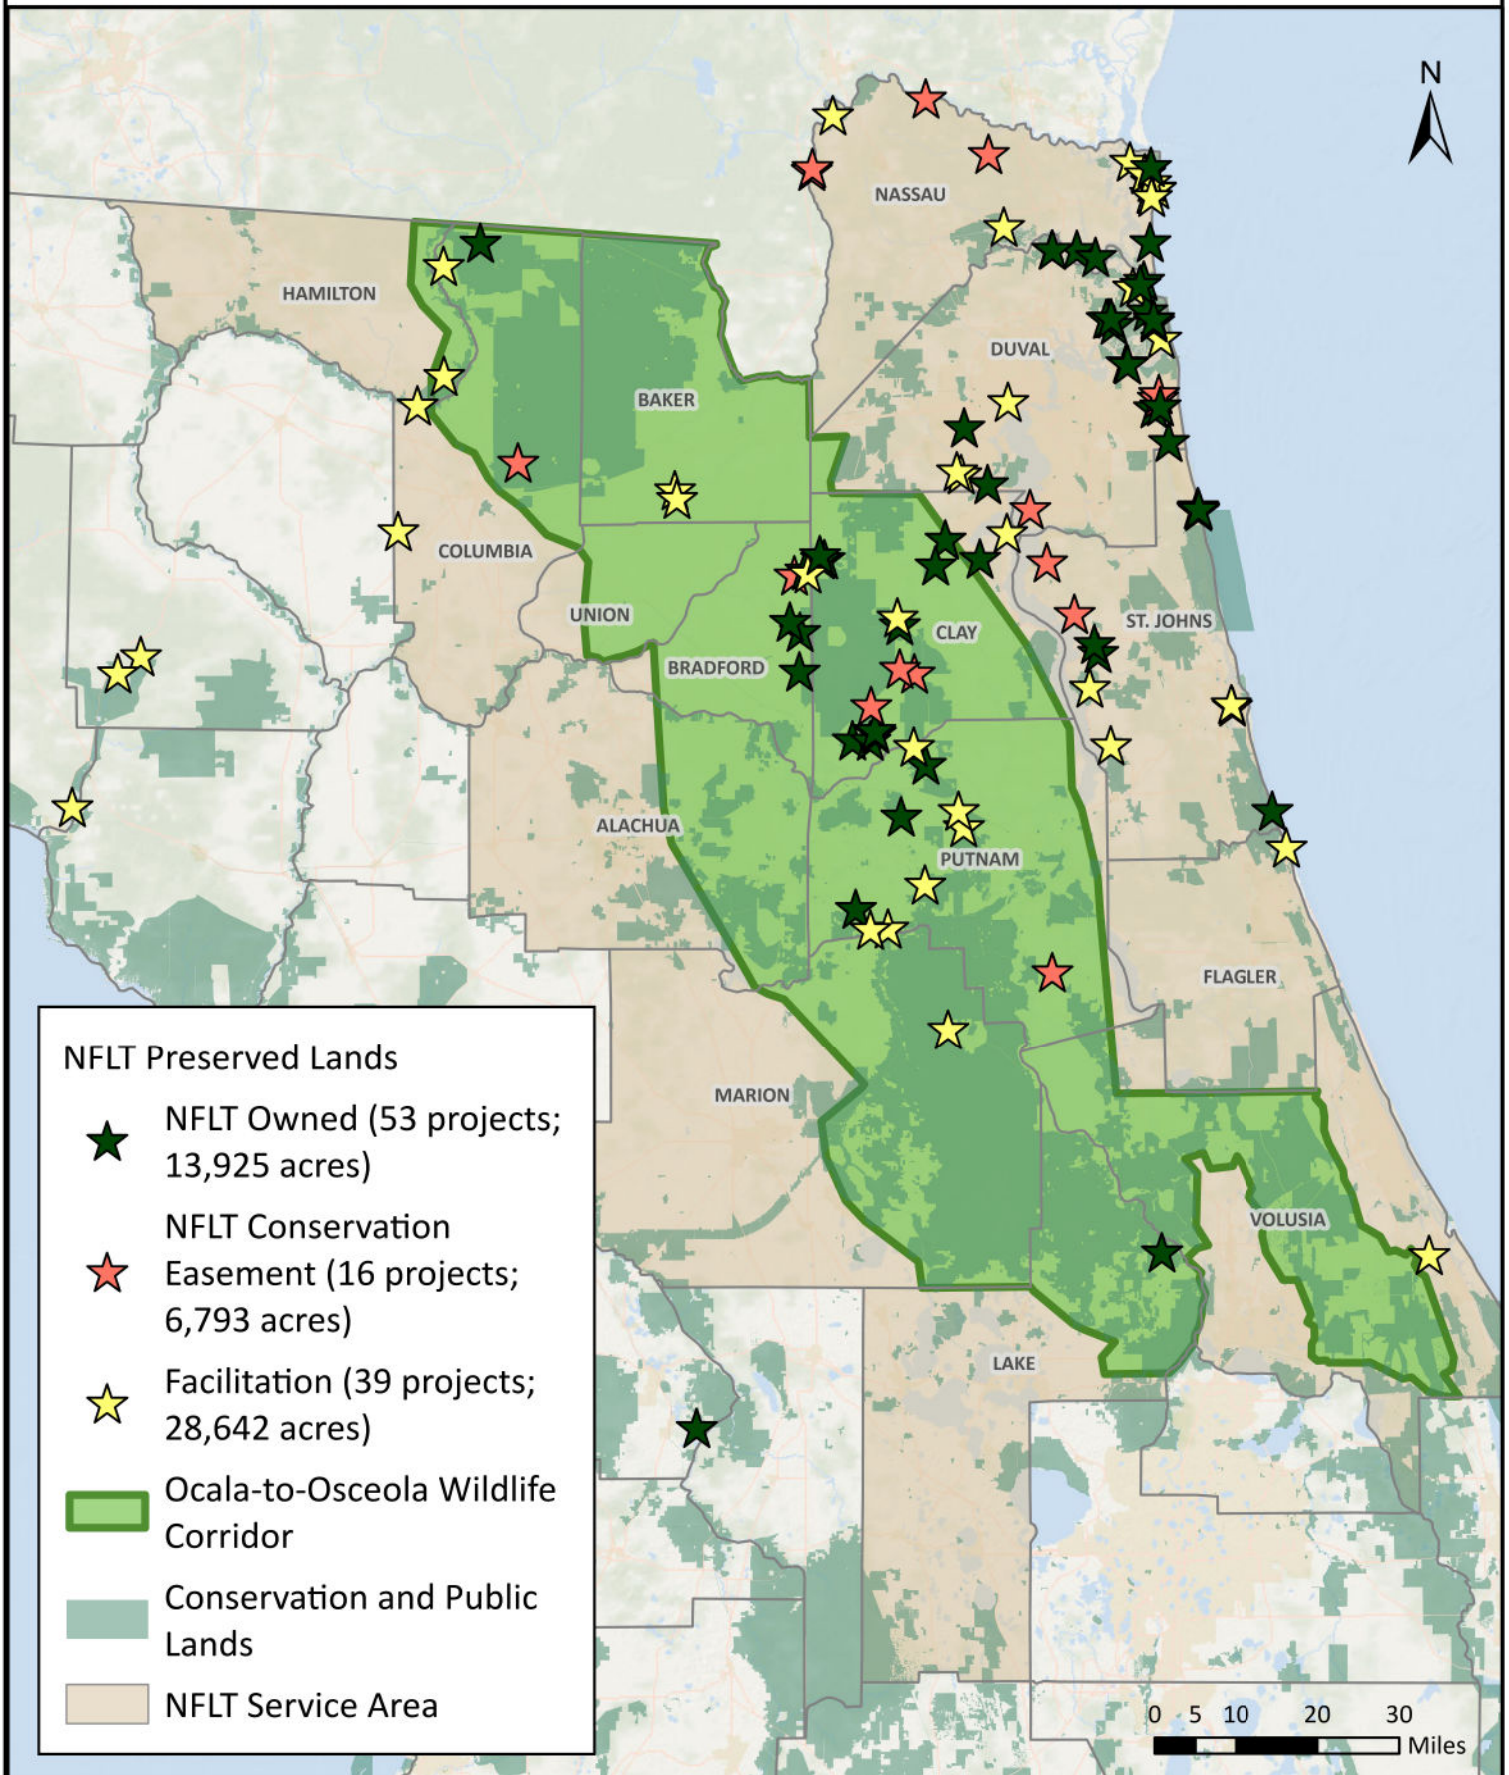 N
NASSAU
HAMILTON
DUVAL
BAKER
COLUMBIA
UNION
ST. JOHNS
CLAY
BRADFORD
ALACHUA
PUTNAM
FLAGLER
MARION
VOLUSIA
LAKE
NFLT Preserved Lands
NFLT Owned (53 projects;
13,925 acres)
NFLT Conservation
Easement (16 projects;
6,793 acres)
Facilitation (39 projects;
28,642 acres)
Ocala-to-Osceola Wildlife
Corridor
Conservation and Public
Lands
NFLT Service Area
0 5 10 20 30
Miles